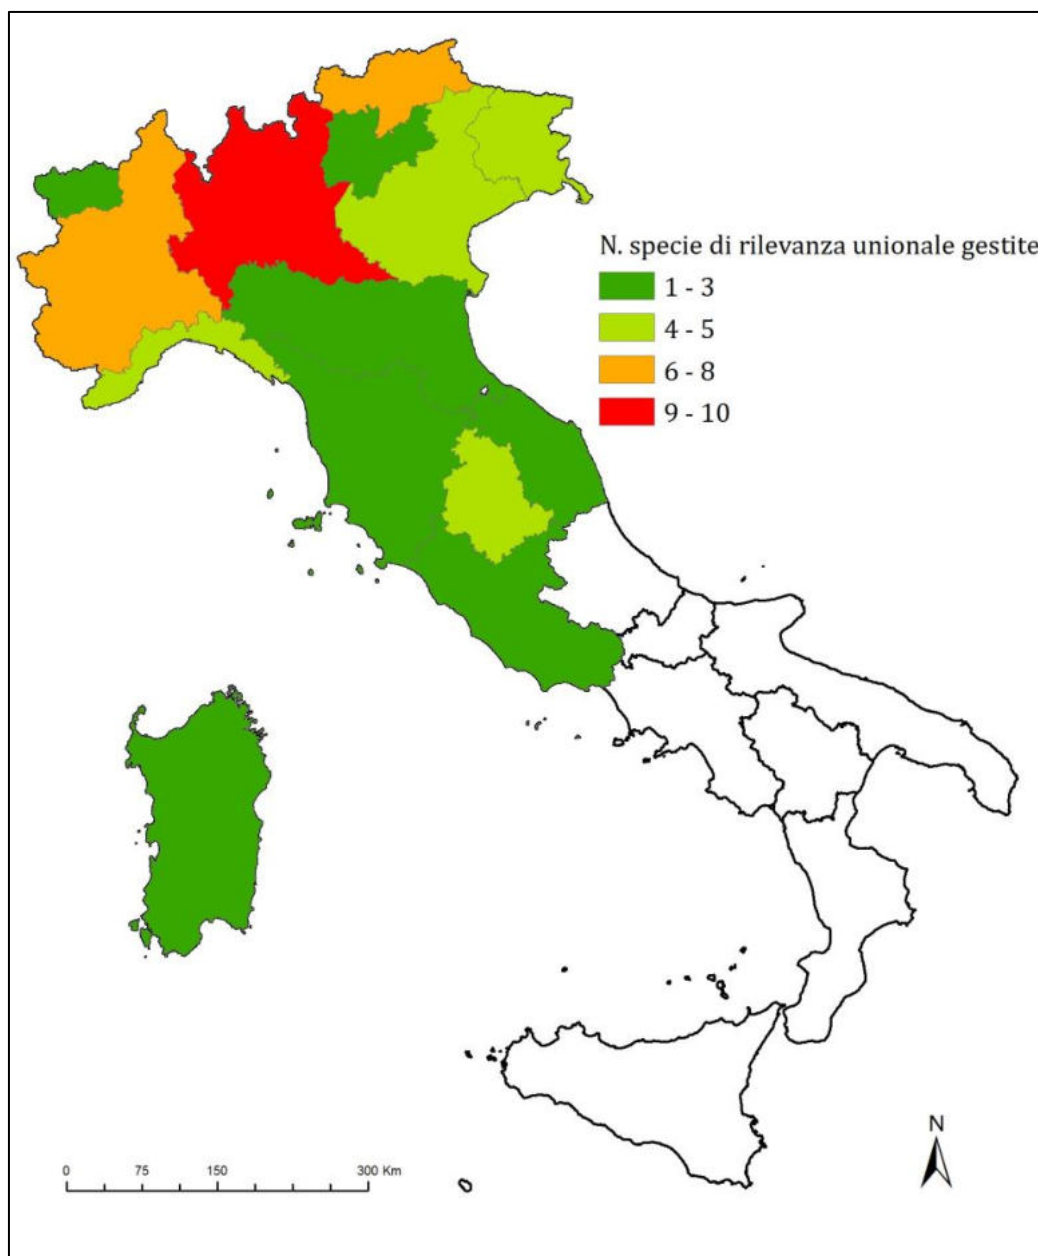 N. specie di rilevanza unionale gestite
1 - 3
4 - 5
6 - 8
9 - 10
N
0 75 150 300 Km